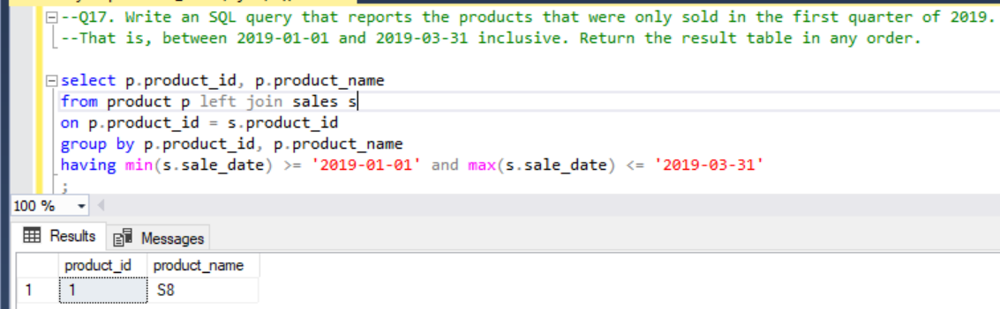 --Q17. Write an SQL query that reports the products that were only sold in the first quarter of 2019.
--That is, between 2019-01-01 and 2019-03-31 inclusive. Return the result table in any order.
select p.product_id, p.product_name
from product p left join sales s
on p.product_id = s.product_id
group by p.product_id, p.product_name
having min(s.sale_date) >= '2019-01-01' and max(s.sale_date) <= '2019-03-31'
;
100 %
Results Messages
product_id product_name
1 1 S8